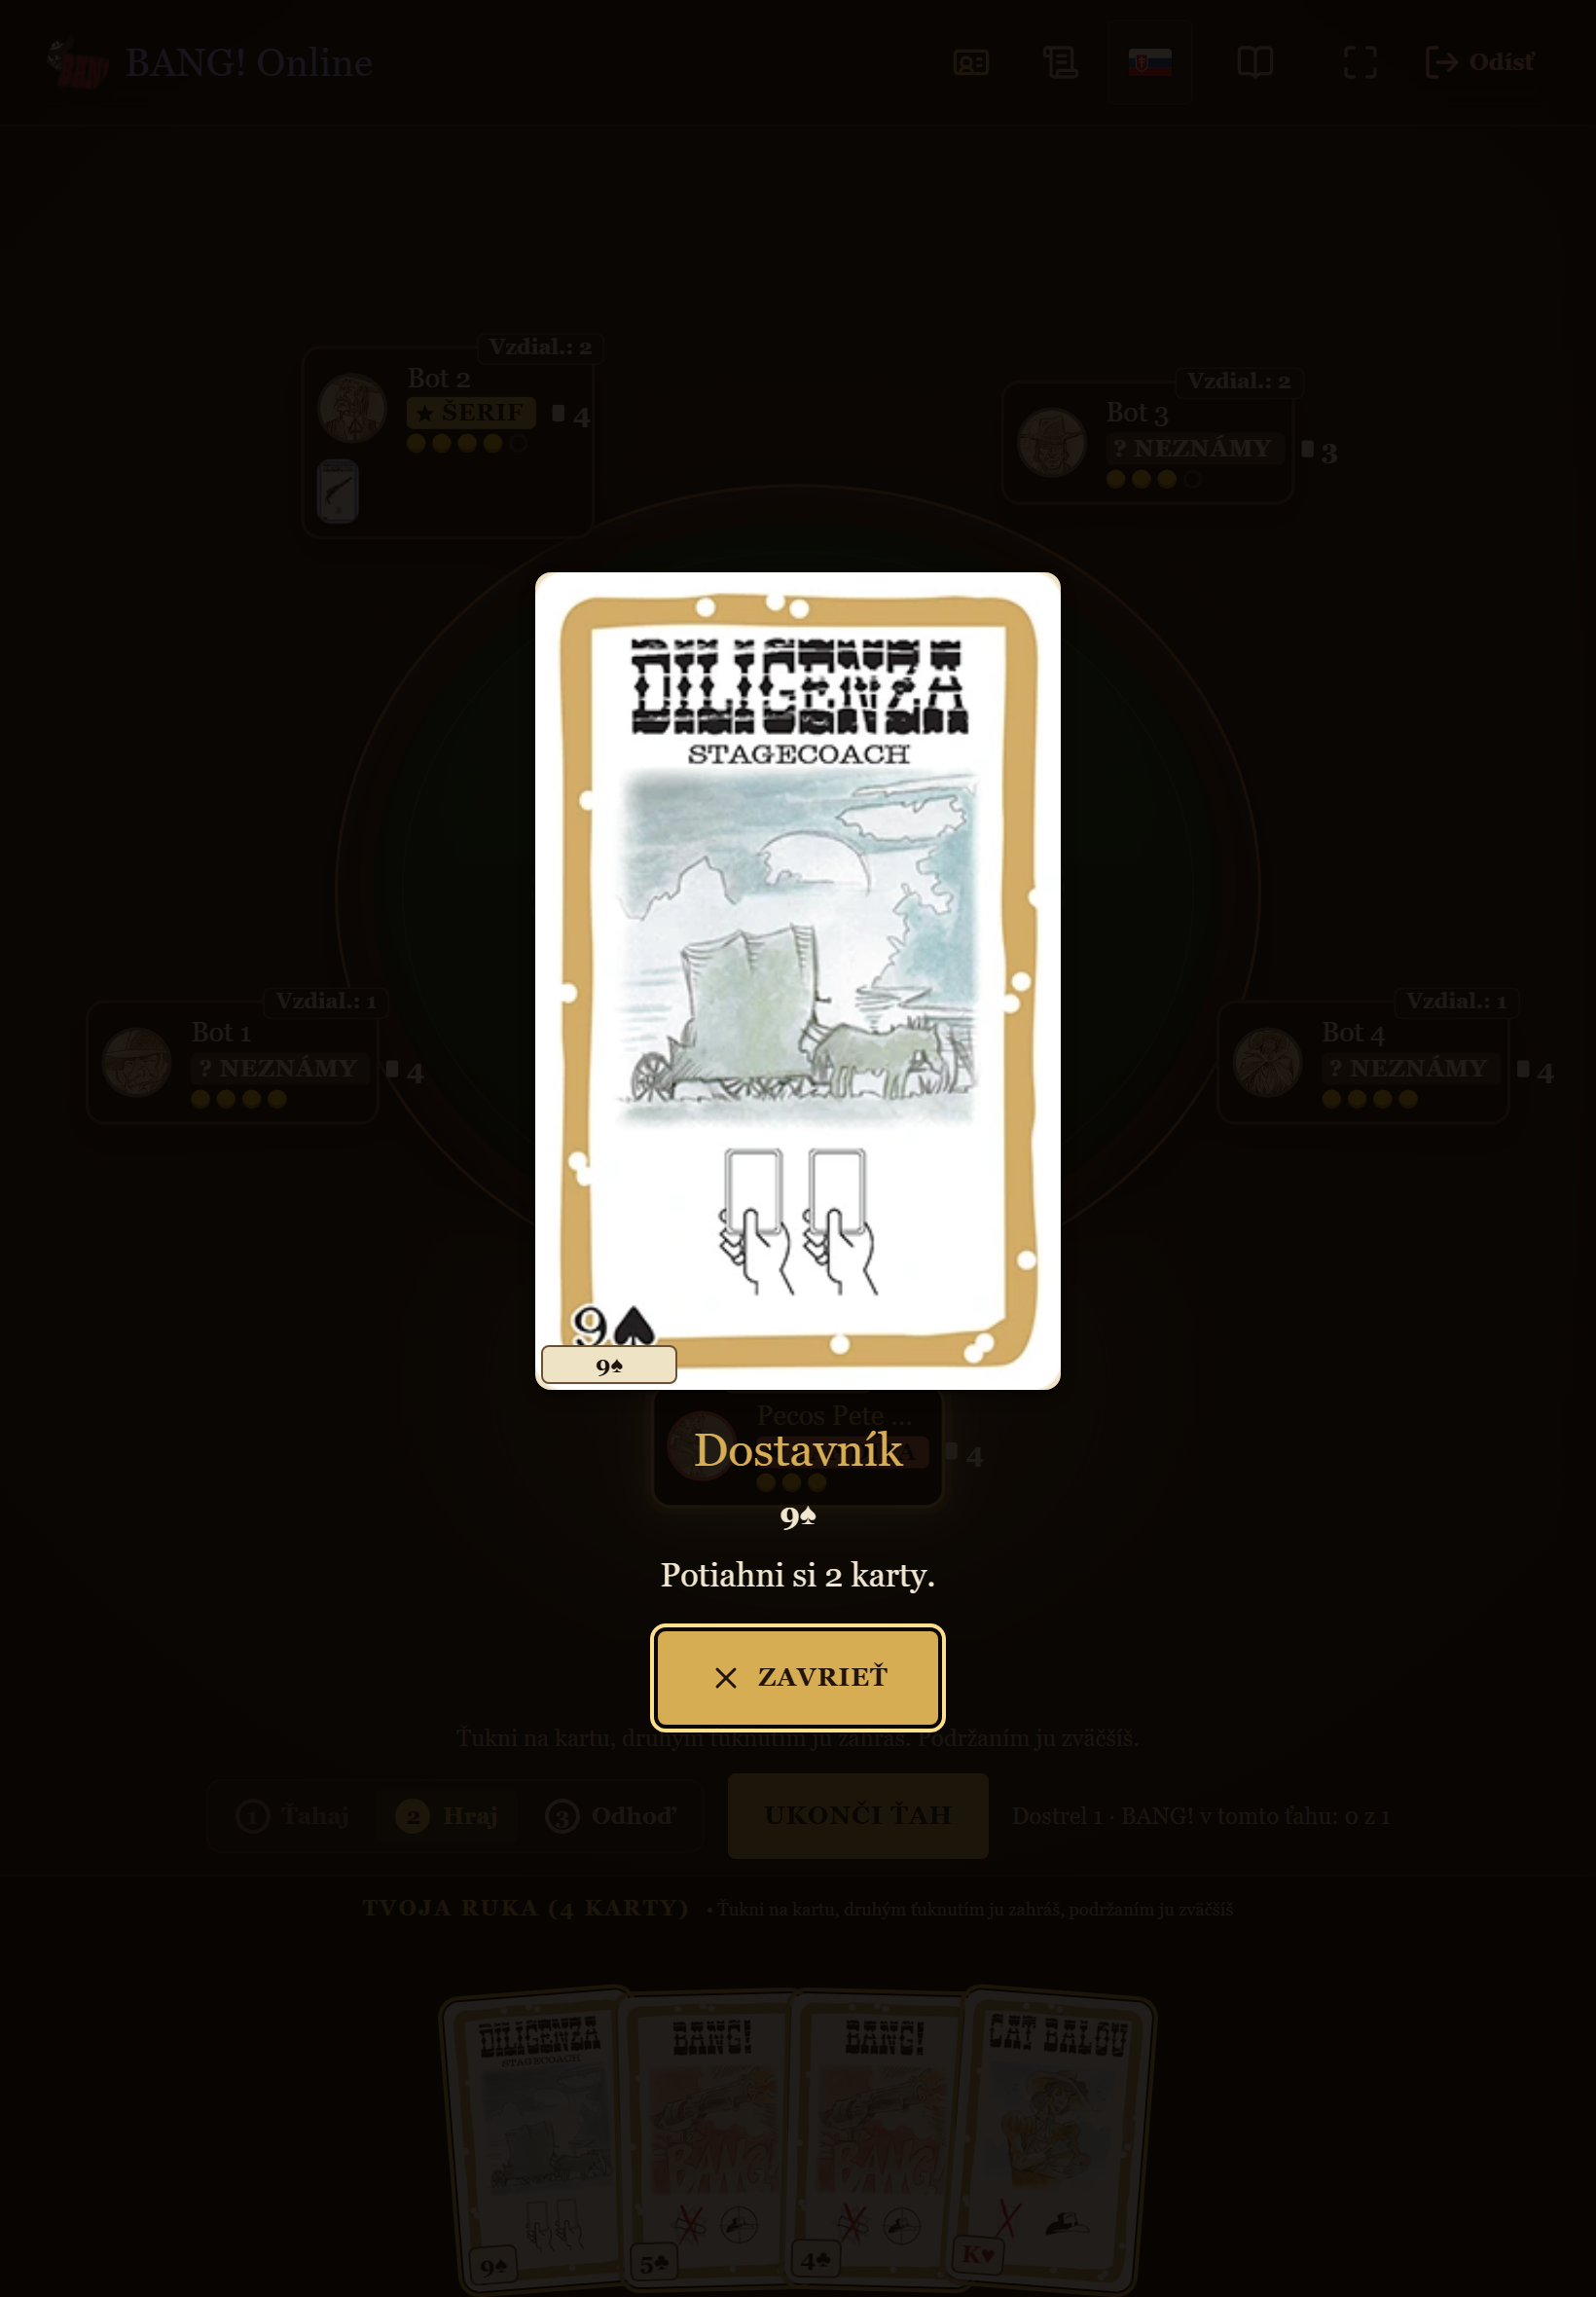 BANG! Online
Odísť
Vzdial.: 2
Bot 2
★ ŠERIF
4
Vzdial.: 2
Bot 3
? NEZNÁMY
3
DILIGENZA
STAGECOACH
Vzdial.: 1
Bot 1
? NEZNÁMY
4
Vzdial.: 1
Bot 4
? NEZNÁMY
4
9♠
9♠
Pecos Pete ...
4
Dostavník
9♠
Potiahni si 2 karty.
ZAVRIEŤ
Ťukni na kartu, druhým ťuknutím ju zahráš. Podržaním ju zväčšíš.
1 Ťahaj 2 Hraj 3 Odhoď UKONČI ŤAH Dostrel 1 · BANG! v tomto ťahu: 0 z 1
TVOJA RUKA (4 KARTY) • Ťukni na kartu, druhým ťuknutím ju zahráš, podržaním ju zväčšíš
DILIGENZA
STAGECOACH
9♠
BANG!
BANG!
5♣
BANG!
BANG!
4♣
CAT BALOU
K♥